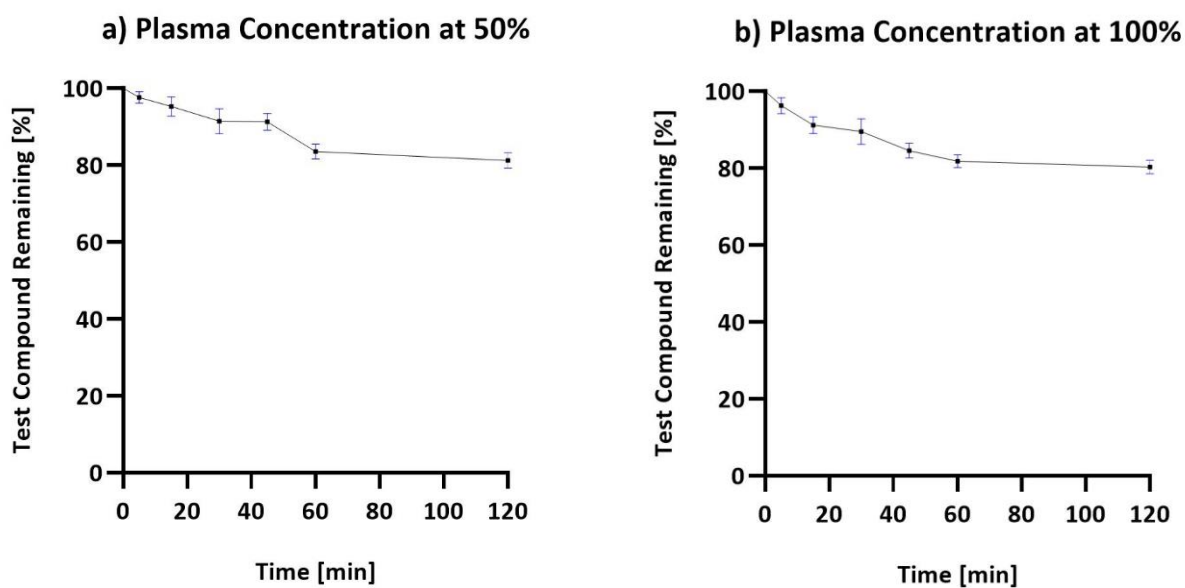 a) Plasma Concentration at 50%
Test Compound Remaining [%]
100
80
60
40
20
0
0 20 40 60 80 100 120
Time [min]
b) Plasma Concentration at 100%
Test Compound Remaining [%]
100
80
60
40
20
0
0 20 40 60 80 100 120
Time [min]